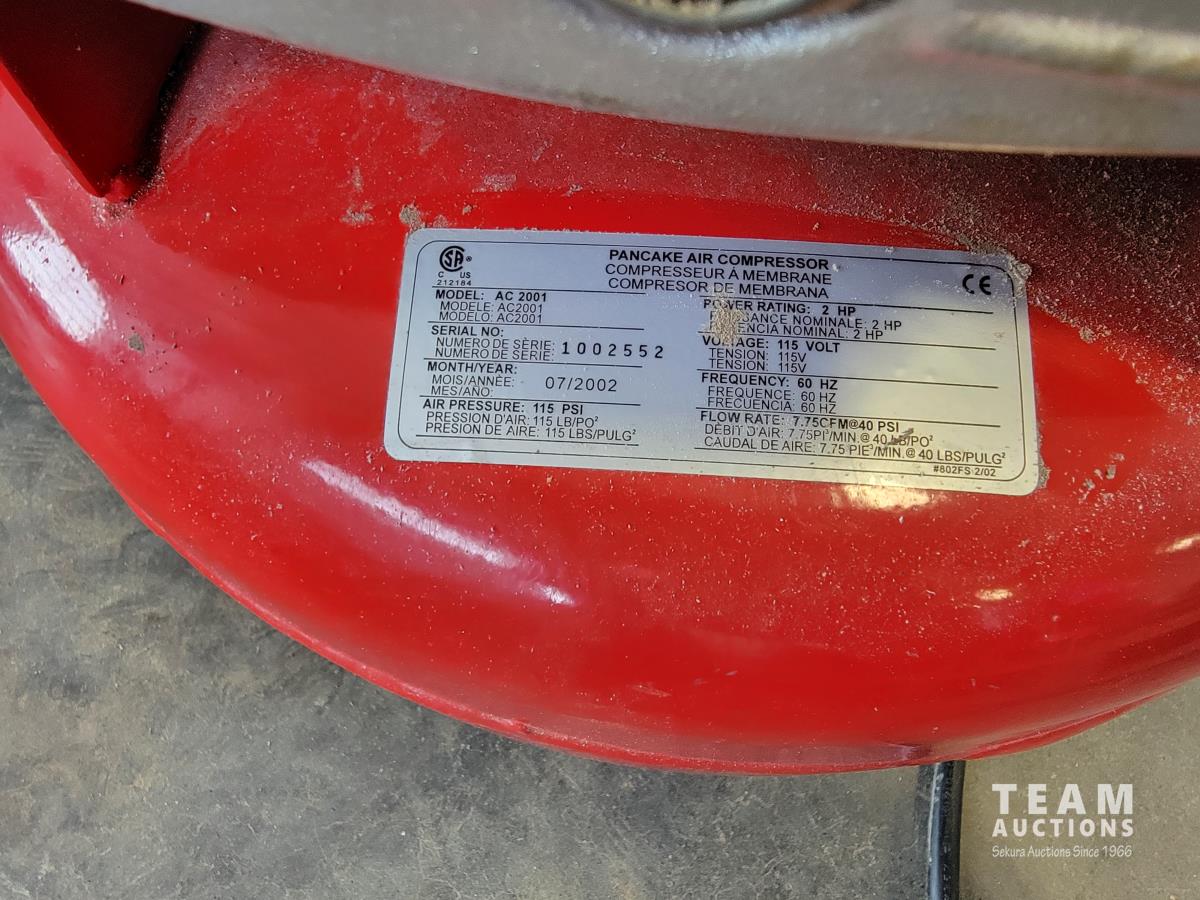 PANCAKE AIR COMPRESSOR
COMPRESSEUR À MEMBRANE
COMPRESOR DE MEMBRANA
SA ®
C US
212184
CE
MODEL: AC 2001
MODELE: AC2001
MODELO: AC2001
SERIAL NO:
NUMERO DE SÈRIE: 1002552
NUMERO DE SERIE:
MONTH/YEAR:
MOIS/ANNÈE: 07/2002
MES/AÑO:
AIR PRESSURE: 115 PSI
PRESSION D'AIR: 115 LB/PO²
PRESION DE AIRE: 115 LBS/PULG²
POWER RATING: 2 HP
NOMINALE: 2 HP
NOMINAL: 2 HP
VOLTAGE: 115 VOLT
TENSION: 115V
TENSION: 115V
FREQUENCY: 60 HZ
FREQUENCE: 60 HZ
FRECUENCIA: 60 HZ
FLOW RATE: 7.75CFM@40 PSI
DÉBIT D'AIR: 7.75PI³/MIN.@ 40 LB/PO²
CAUDAL DE AIRE: 7.75 PIE³/MIN.@ 40 LBS/PULG²
#802FS 2/02
TEAM
AUCTIONS
Sekura Auctions Since 1966